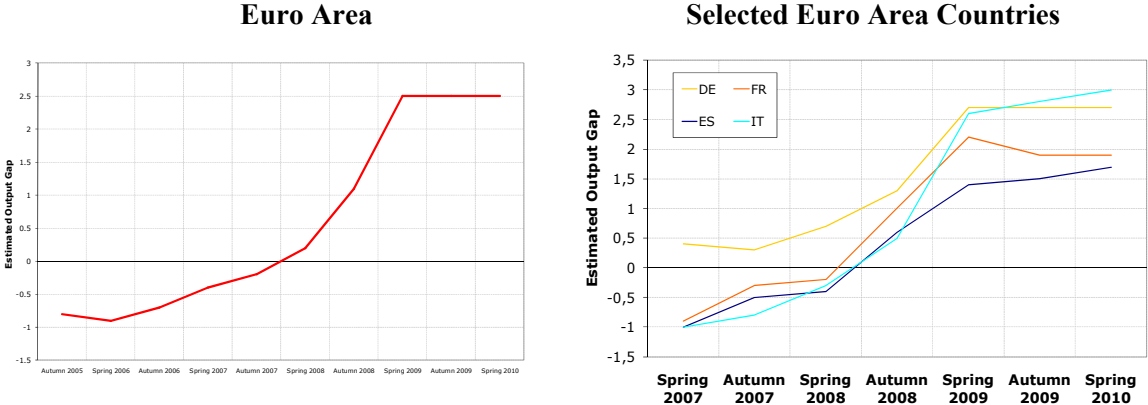 Euro Area
Estimated Output Gap
3
2.5
2
1.5
1
0.5
0
-0.5
-1
-1.5
Autumn 2005 Spring 2006 Autumn 2006 Spring 2007 Autumn 2007 Spring 2008 Autumn 2008 Spring 2009 Autumn 2009 Spring 2010
Selected Euro Area Countries
Estimated Output Gap
3,5
3
2,5
2
1,5
1
0,5
0
-0,5
-1
-1,5
DE FR
ES IT
Spring Autumn Spring Autumn Spring Autumn Spring
2007 2007 2008 2008 2009 2009 2010